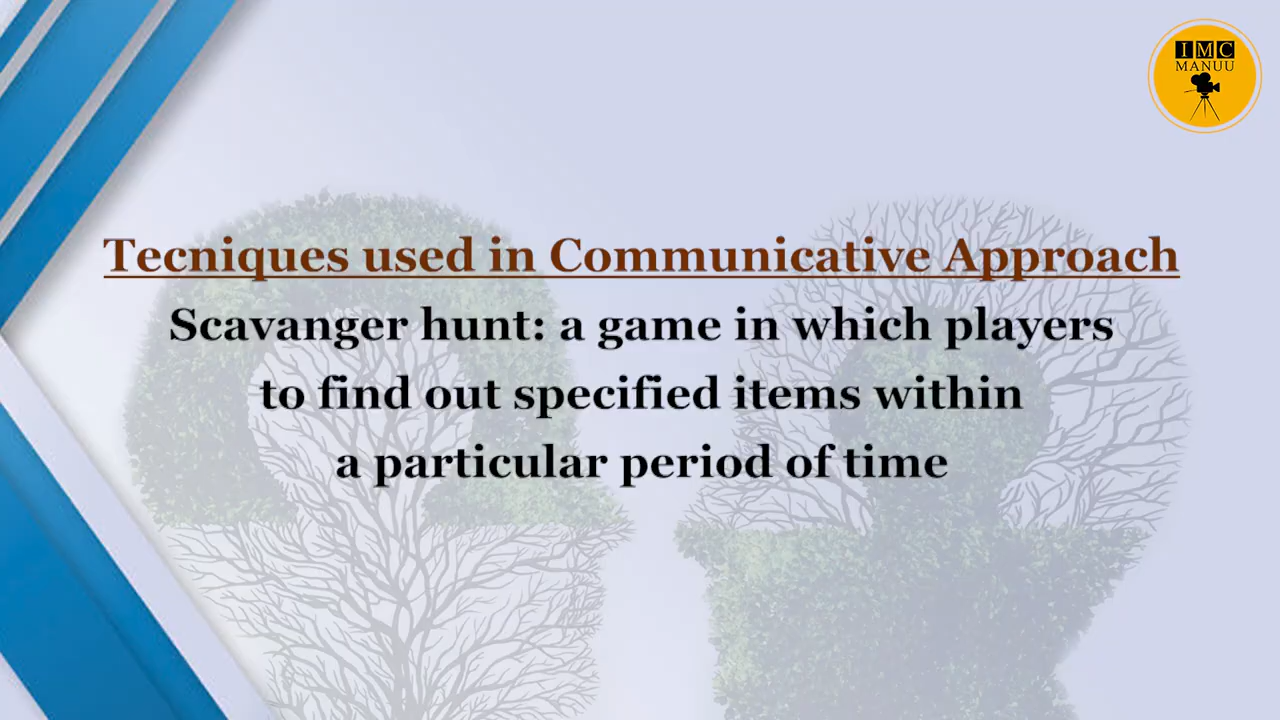 IMC
MANUU
Tecniques used in Communicative Approach
Scavanger hunt: a game in which players
to find out specified items within
a particular period of time